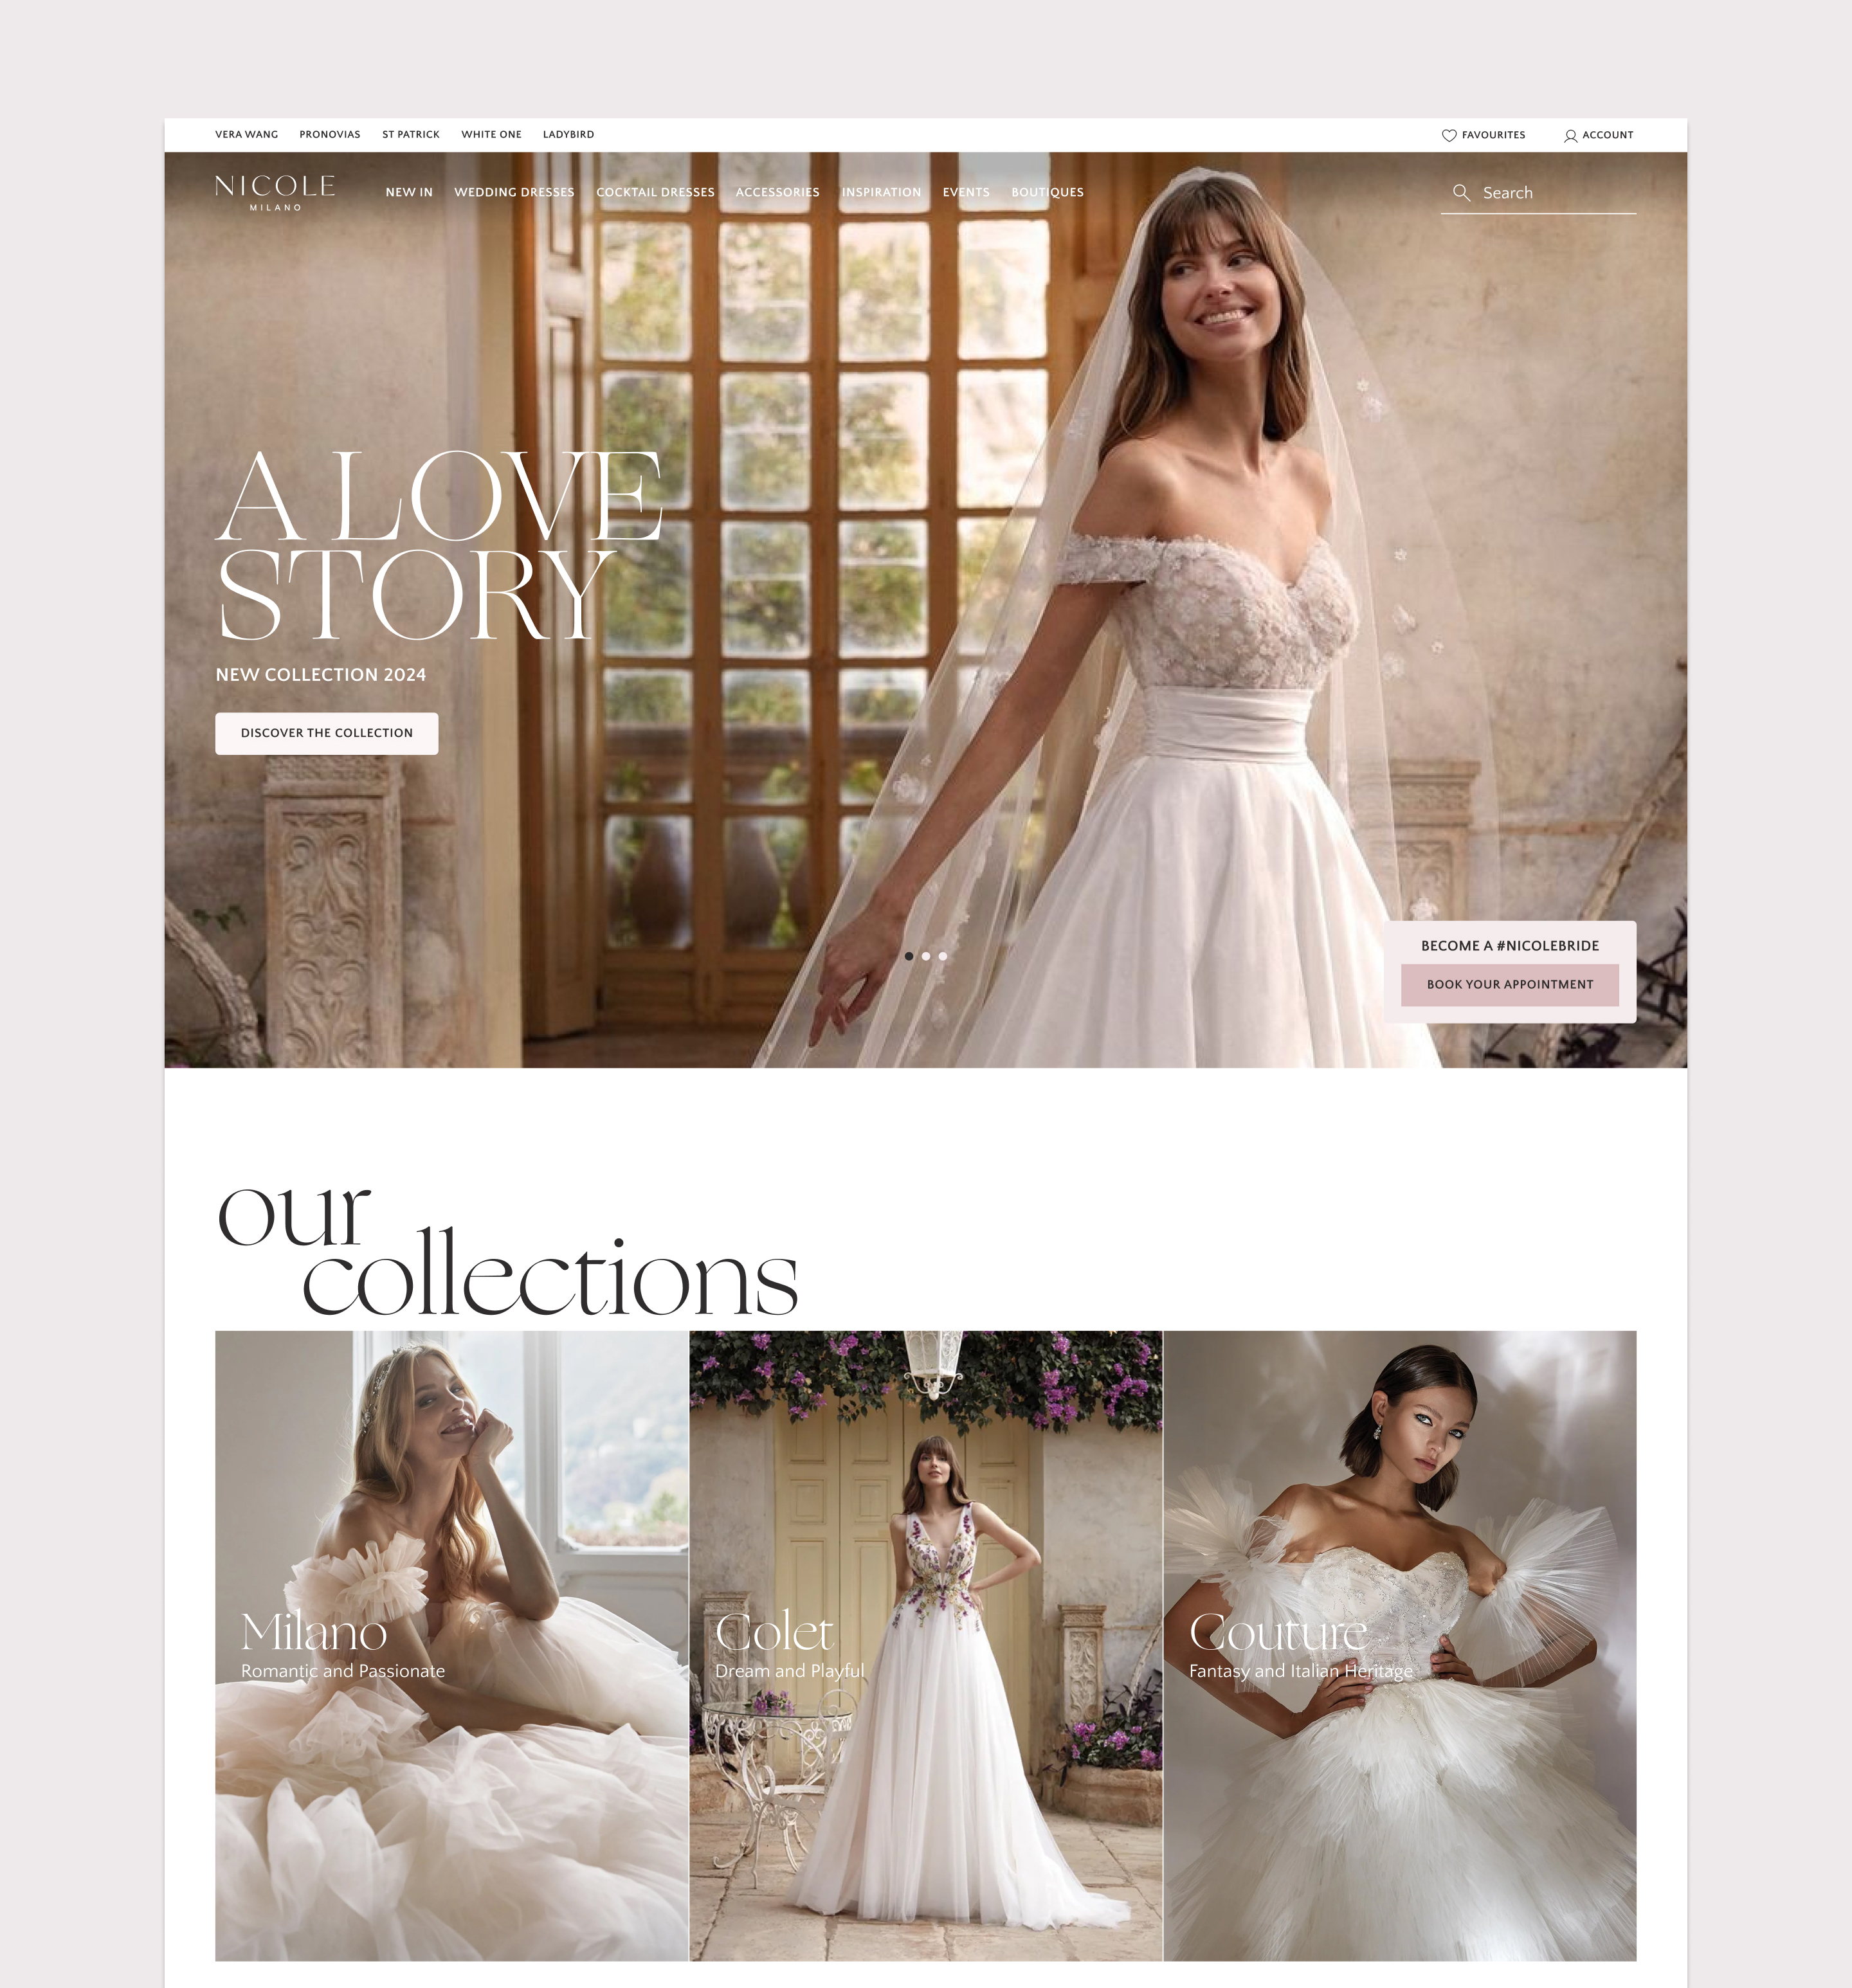 VERA WANG PRONOVIAS ST PATRICK WHITE ONE LADYBIRD FAVOURITES ACCOUNT
NICOLE
MILANO
NEW IN WEDDING DRESSES COCKTAIL DRESSES ACCESSORIES INSPIRATION EVENTS BOUTIQUES Search
A LOVE
STORY
NEW COLLECTION 2024
DISCOVER THE COLLECTION
BECOME A #NICOLEBRIDE
BOOK YOUR APPOINTMENT
our
collections
Milano
Romantic and Passionate
Colet
Dream and Playful
Couture
Fantasy and Italian Heritage